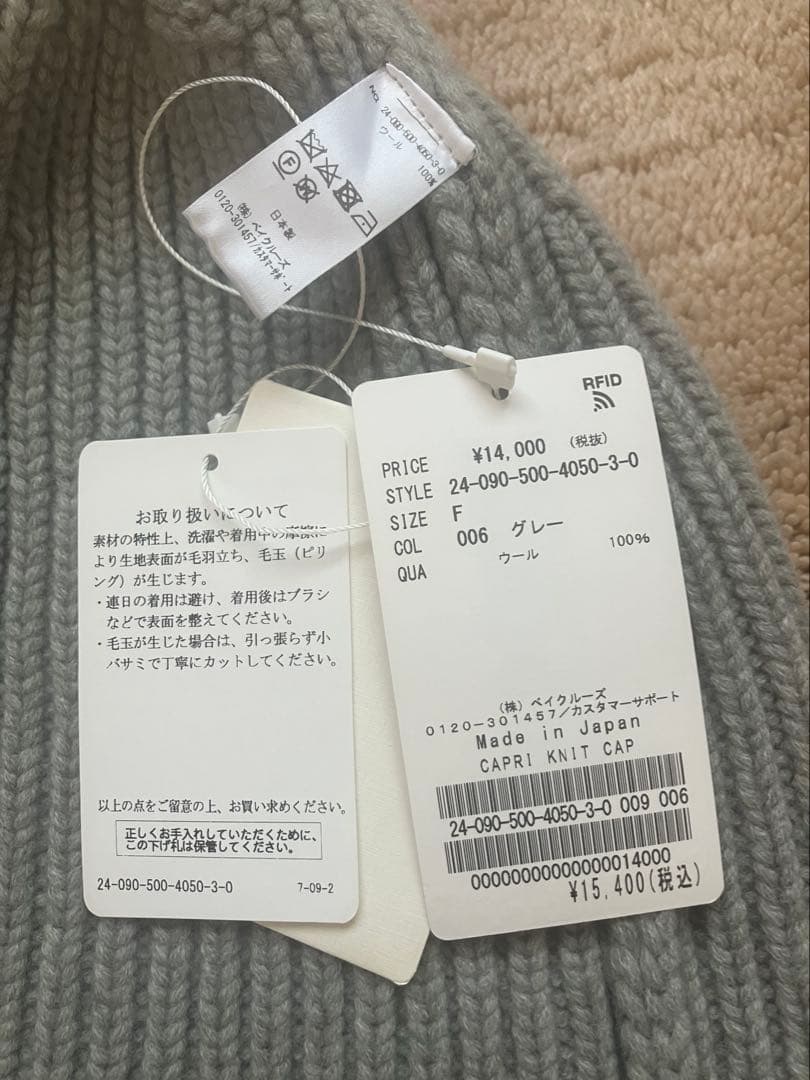 NO. 24-090-500-4050-3-0
ウール 100%
日本製
(株) ベイクルーズ
0120-301457/カスタマーサポート
お取り扱いについて
素材の特性上、洗濯や着用中の摩擦に
より生地表面が毛羽立ち、毛玉（ピリ
ング）が生じます。
・連日の着用は避け、着用後はブラシ
などで表面を整えてください。
・毛玉が生じた場合は、引っ張らず小
バサミで丁寧にカットしてください。
以上の点をご留意の上、お買い求めください。
正しくお手入れしていただくために、
この下げ札は保管してください。
24-090-500-4050-3-0 7-09-2
RFID
PRICE ¥14,000 (税抜)
STYLE 24-090-500-4050-3-0
SIZE F
COL 006 グレー
QUA ウール 100%
(株) ベイクルーズ
0120-301457/カスタマーサポート
Made in Japan
CAPRI KNIT CAP
24-090-500-4050-3-0 009 006
00000000000000014000
¥15,400(税込)